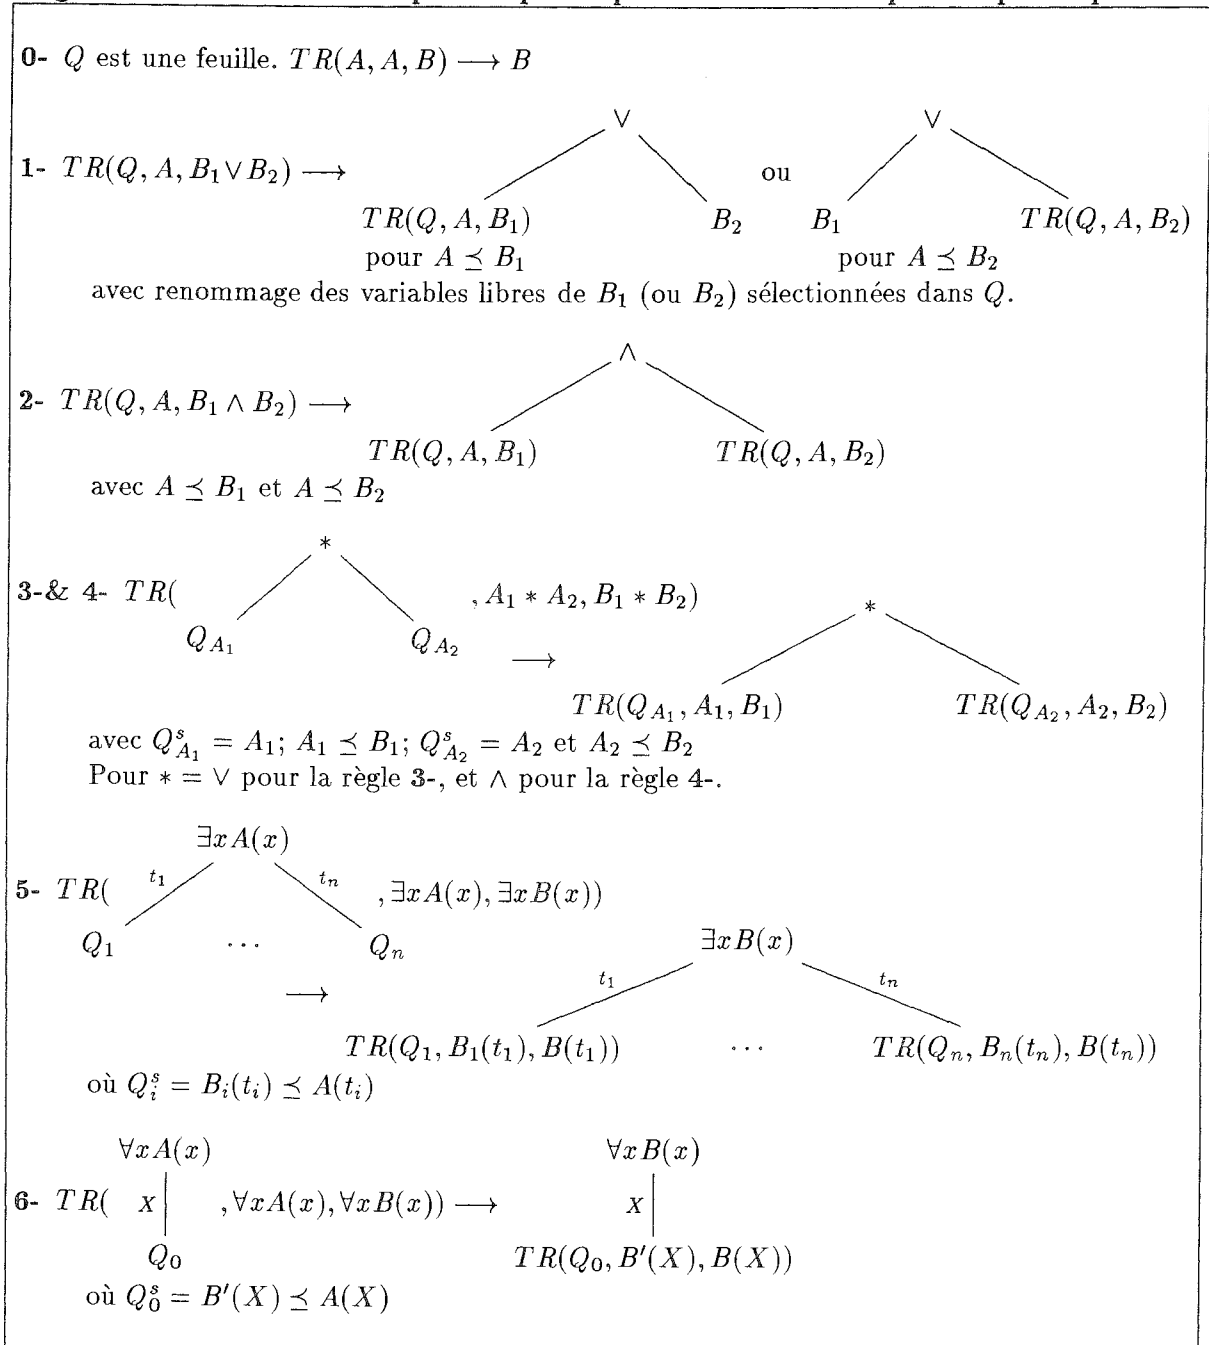 0- Q est une feuille. TR(A, A, B) ⟶ B
∨ ∨
1- TR(Q, A, B₁∨B₂) ⟶ ou
TR(Q, A, B₁) B₂ B₁ TR(Q, A, B₂)
pour A ⪯ B₁ pour A ⪯ B₂
avec renommage des variables libres de B₁ (ou B₂) sélectionnées dans Q.
∧
2- TR(Q, A, B₁ ∧ B₂) ⟶
TR(Q, A, B₁) TR(Q, A, B₂)
avec A ⪯ B₁ et A ⪯ B₂
*
3-& 4- TR( , A₁ * A₂, B₁ * B₂) *
Q_{A₁} Q_{A₂} ⟶
TR(Q_{A₁}, A₁, B₁) TR(Q_{A₂}, A₂, B₂)
avec Q^s_{A₁} = A₁; A₁ ⪯ B₁; Q^s_{A₂} = A₂ et A₂ ⪯ B₂
Pour * = ∨ pour la règle 3-, et ∧ pour la règle 4-.
∃xA(x)
5- TR( t₁ tₙ , ∃xA(x), ∃xB(x))
Q₁ ··· Qₙ ∃xB(x)
⟶ t₁ tₙ
TR(Q₁, B₁(t₁), B(t₁)) ··· TR(Qₙ, Bₙ(tₙ), B(tₙ))
où Q^s_i = B_i(t_i) ⪯ A(t_i)
∀xA(x) ∀xB(x)
6- TR( X , ∀xA(x), ∀xB(x)) ⟶ X
Q₀ TR(Q₀, B′(X), B(X))
où Q^s_0 = B′(X) ⪯ A(X)